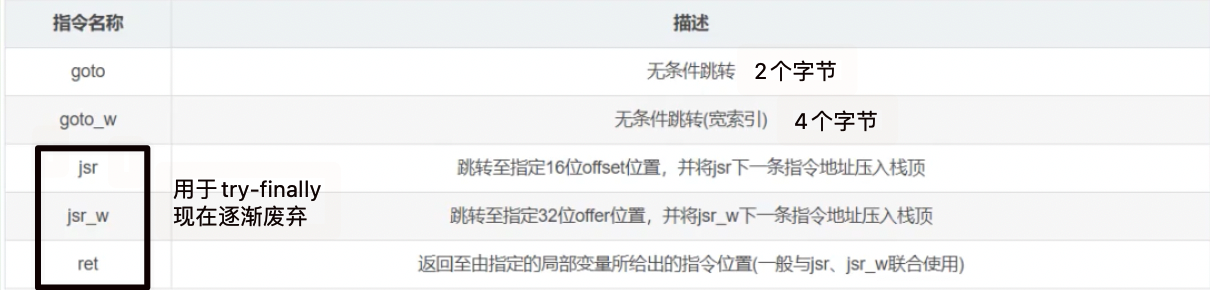 指令名称 描述
goto 无条件跳转 2个字节
goto_w 无条件跳转(宽索引) 4个字节
jsr 跳转至指定16位offset位置，并将jsr下一条指令地址压入栈顶
用于try-finally
现在逐渐废弃
jsr_w 跳转至指定32位offer位置，并将jsr_w下一条指令地址压入栈顶
ret 返回至由指定的局部变量所给出的指令位置(一般与jsr、jsr_w联合使用)